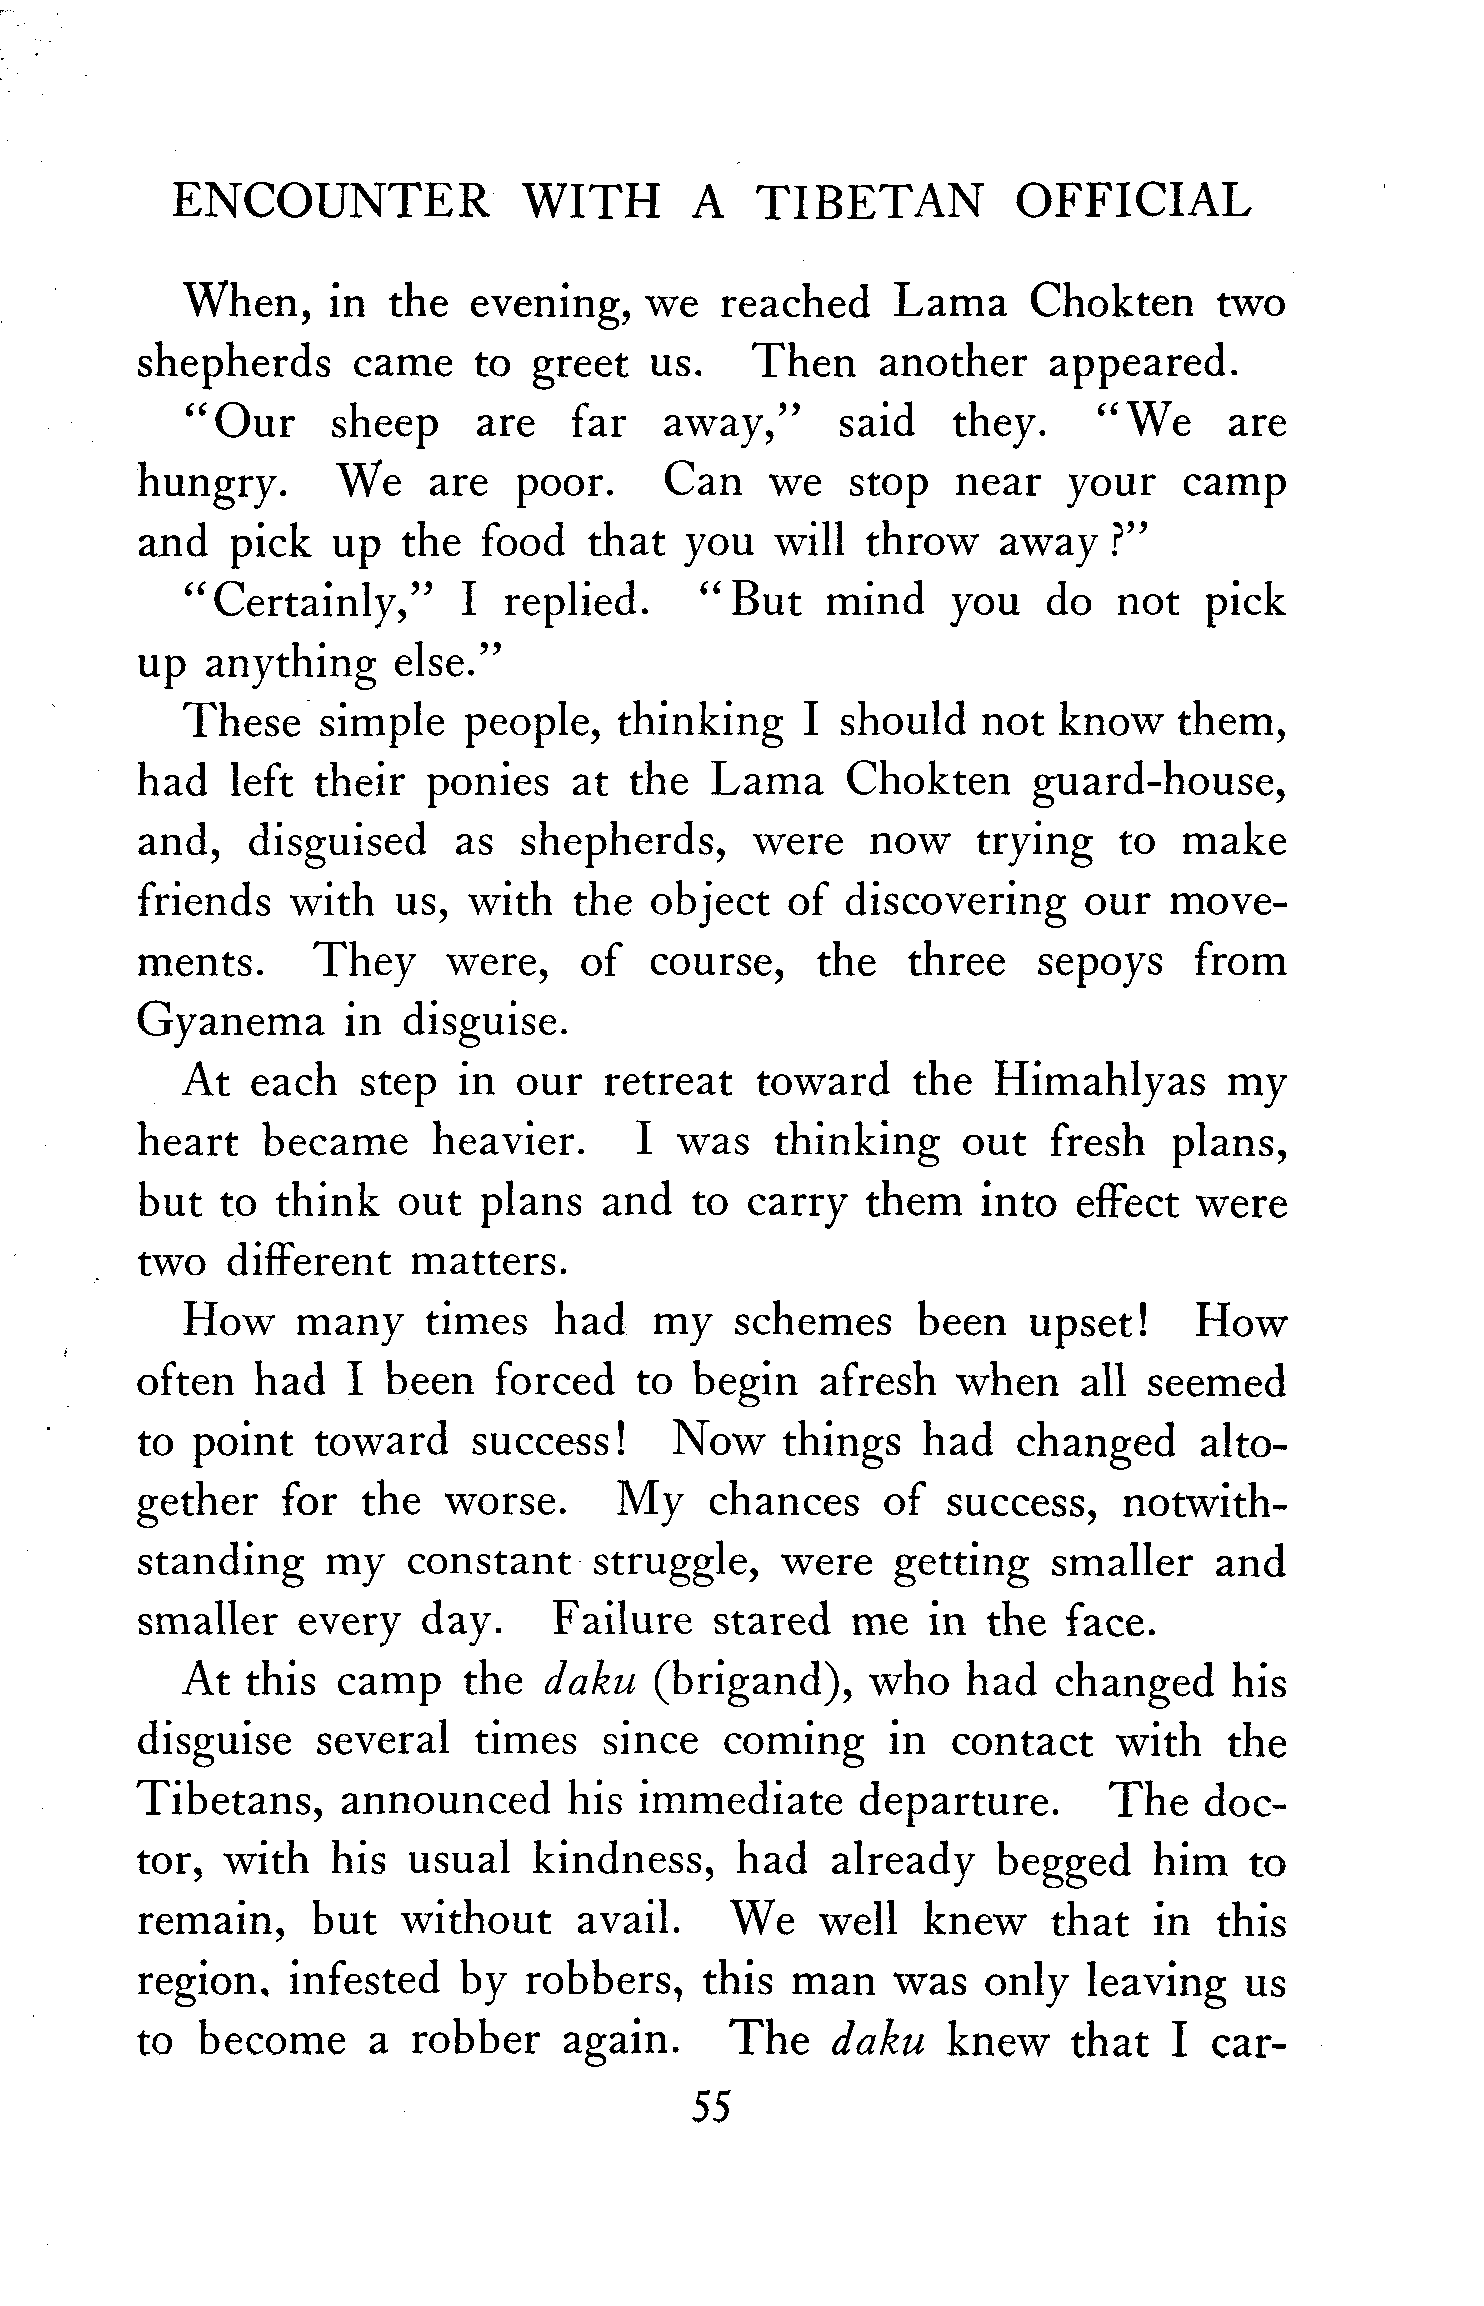 ENCOUNTER WITH A TIBETAN OFFICIAL
When, in the evening, we reached Lama Chokten two
shepherds came to greet us. Then another appeared.
"Our sheep are far away," said they. "We are
hungry. We are poor. Can we stop near your camp
and pick up the food that you will throw away?"
"Certainly," I replied. "But mind you do not pick
up anything else."
These simple people, thinking I should not know them,
had left their ponies at the Lama Chokten guard-house,
and, disguised as shepherds, were now trying to make
friends with us, with the object of discovering our move-
ments. They were, of course, the three sepoys from
Gyanema in disguise.
At each step in our retreat toward the Himahlyas my
heart became heavier. I was thinking out fresh plans,
but to think out plans and to carry them into effect were
two different matters.
How many times had my schemes been upset! How
often had I been forced to begin afresh when all seemed
to point toward success! Now things had changed alto-
gether for the worse. My chances of success, notwith-
standing my constant struggle, were getting smaller and
smaller every day. Failure stared me in the face.
At this camp the daku (brigand), who had changed his
disguise several times since coming in contact with the
Tibetans, announced his immediate departure. The doc-
tor, with his usual kindness, had already begged him to
remain, but without avail. We well knew that in this
region, infested by robbers, this man was only leaving us
to become a robber again. The daku knew that I car-
55